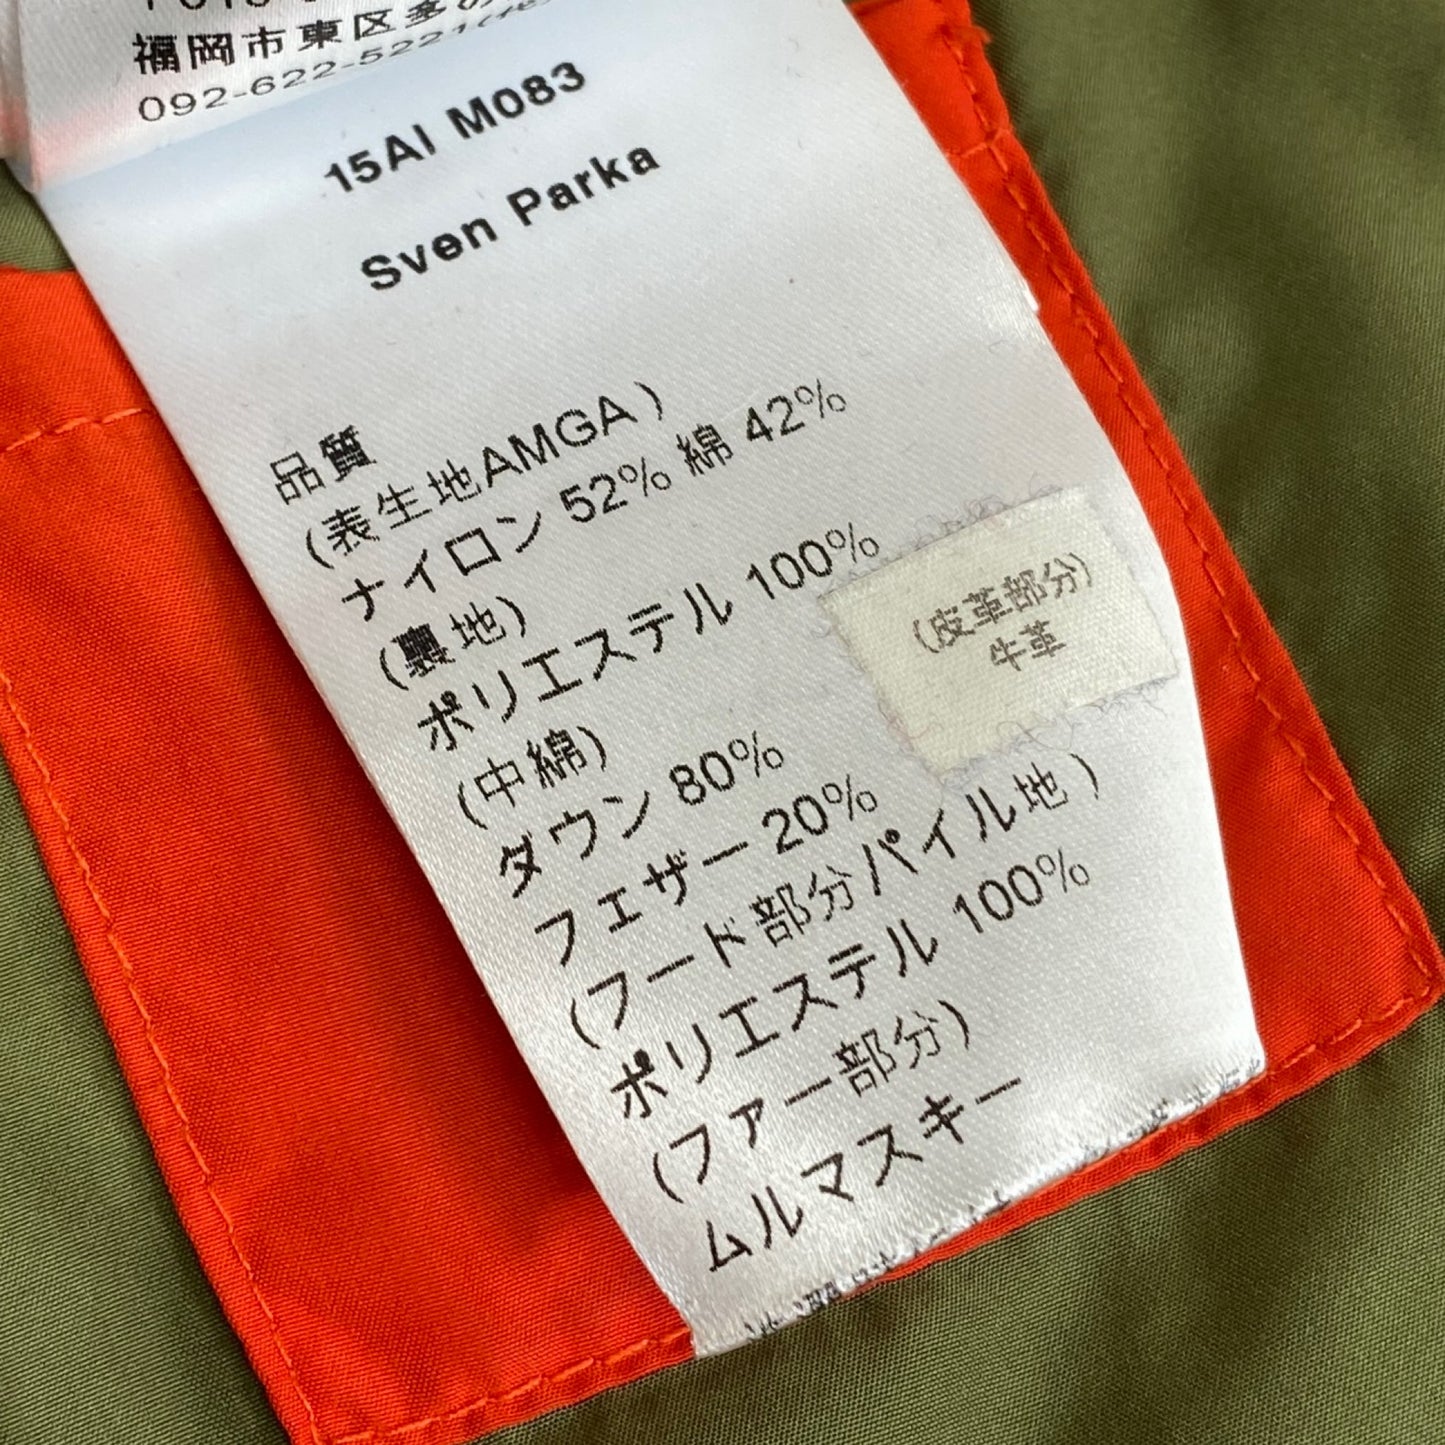 福岡市東区多の
092-622-5221(代
15AI M083
Sven Parka
品質
(表生地AMGA)
ナイロン 52% 綿 42%
(裏地)
ポリエステル 100%
(中綿)
ダウン 80%
フェザー 20%
(フード部分パイル地)
ポリエステル 100%
(ファー部分)
ムルマスキー
(皮革部分)
牛革